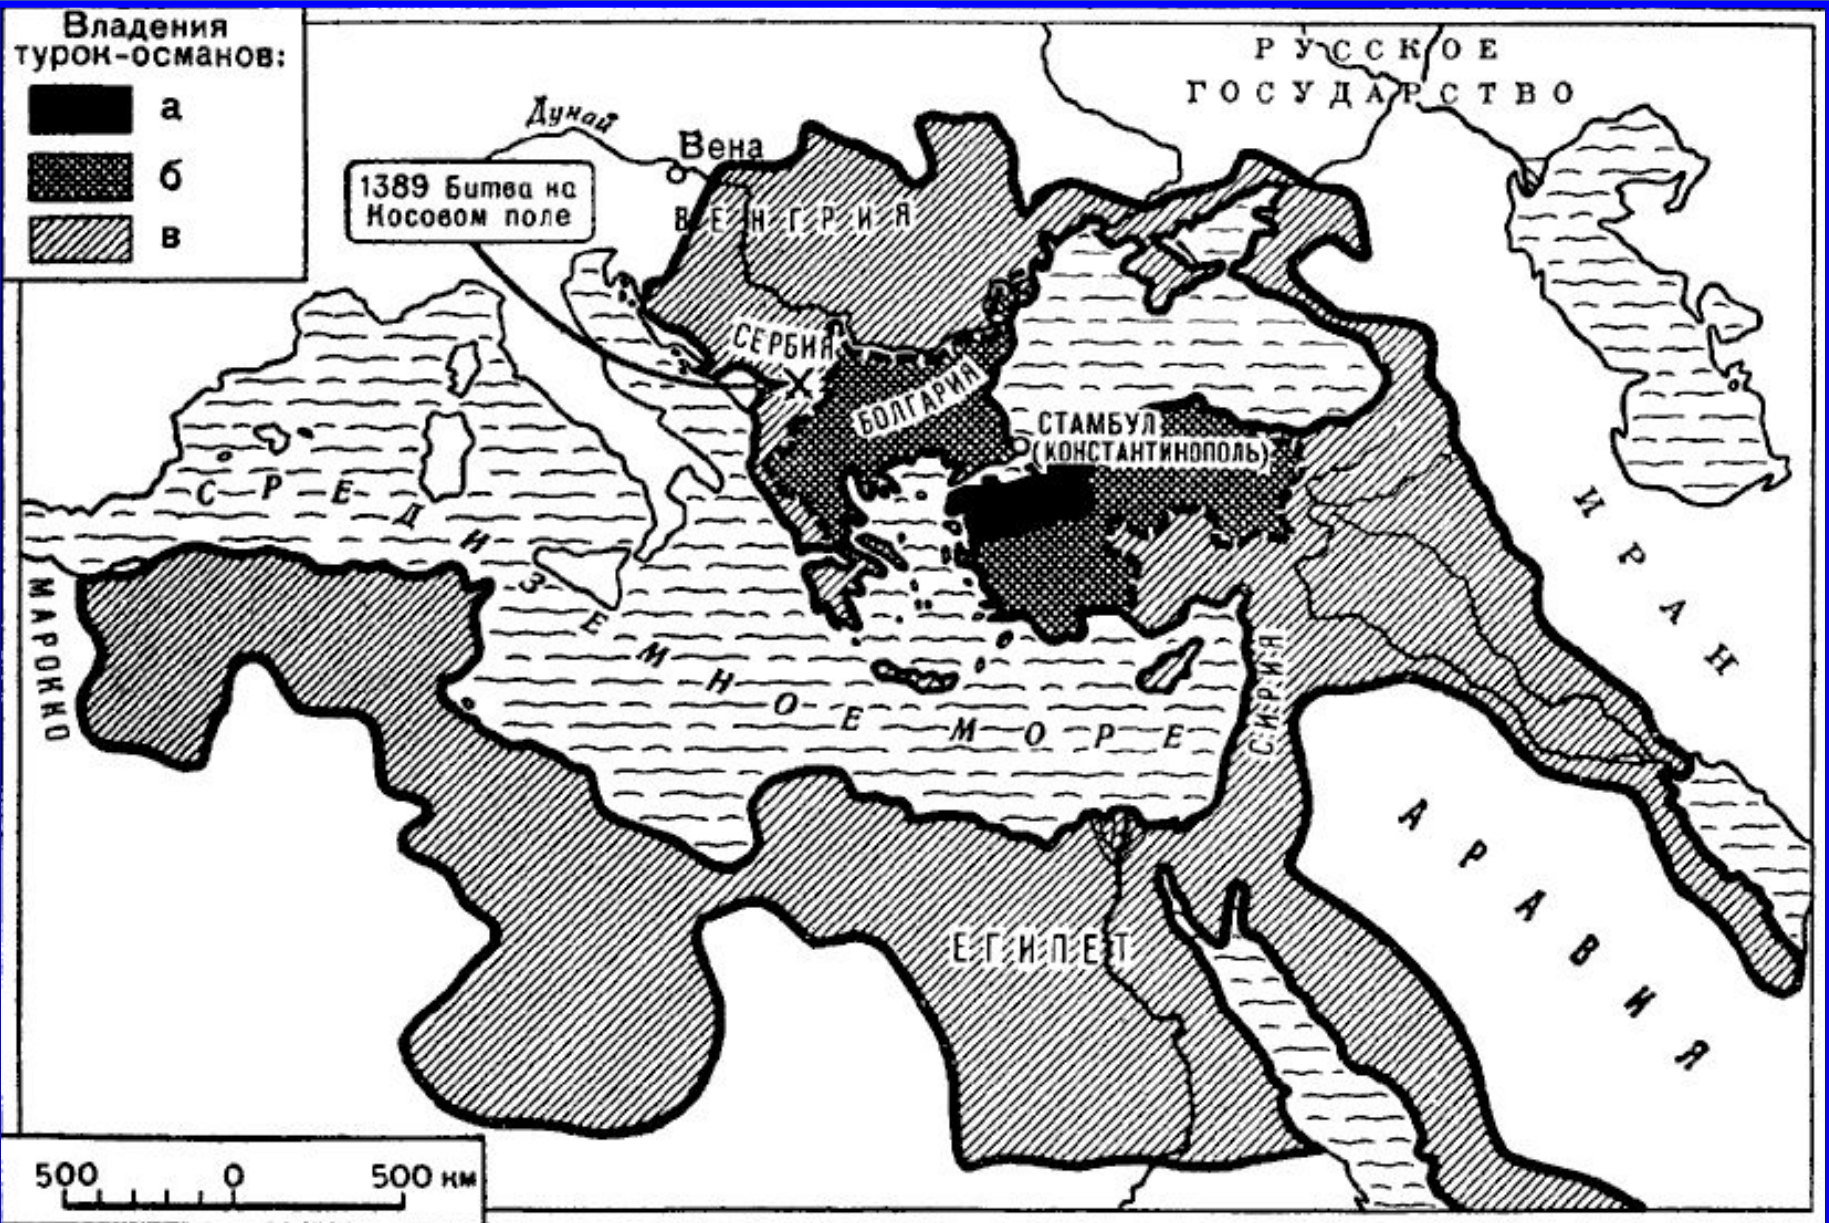 Владения
турок-османов:
а
б
в
РУССКОЕ
ГОСУДАРСТВО
Дунай
Вена
1389 Битва на
Косовом поле
ВЕНГРИЯ
СЕРБИЯ
БОЛГАРИЯ
СТАМБУЛ
(КОНСТАНТИНОПОЛЬ)
СРЕДИЗЕМНОЕ МОРЕ
МАРОККО
ИРАН
СИРИЯ
АРАВИЯ
ЕГИПЕТ
500 0 500 км